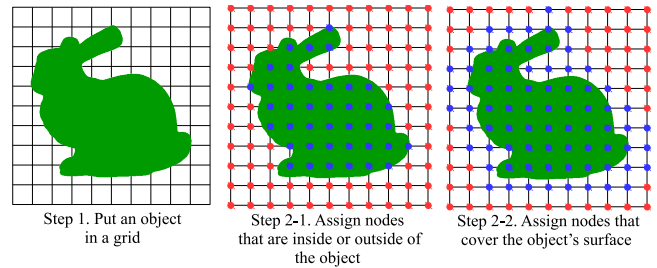 Step 1. Put an object
in a grid
Step 2-1. Assign nodes
that are inside or outside of
the object
Step 2-2. Assign nodes that
cover the object's surface